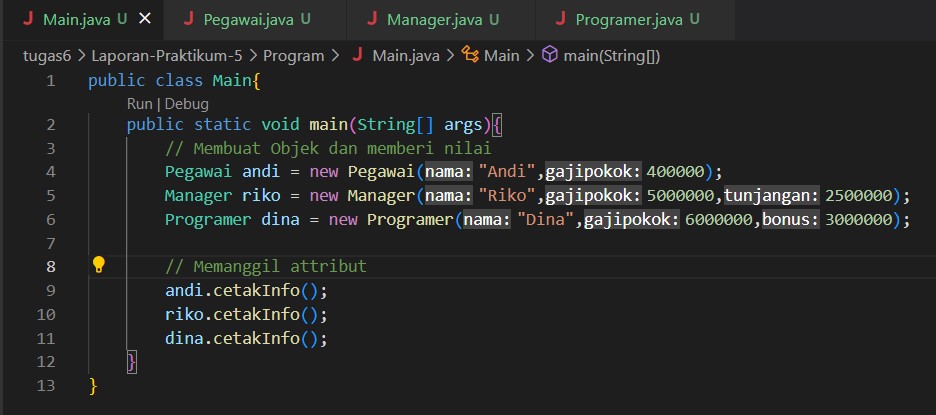 Main.java U
Pegawai.java U
Manager.java U
Programer.java U
tugas6 > Laporan-Praktikum-5 > Program > Main.java > Main > main(String[])
1 public class Main{
Run | Debug
2 public static void main(String[] args){
3 // Membuat Objek dan memberi nilai
4 Pegawai andi = new Pegawai(nama: "Andi",gajipokok: 400000);
5 Manager riko = new Manager(nama: "Riko",gajipokok: 5000000,tunjangan: 2500000);
6 Programer dina = new Programer(nama: "Dina",gajipokok: 6000000,bonus: 3000000);
7
8 // Memanggil attribut
9 andi.cetakInfo();
10 riko.cetakInfo();
11 dina.cetakInfo();
12 }
13 }